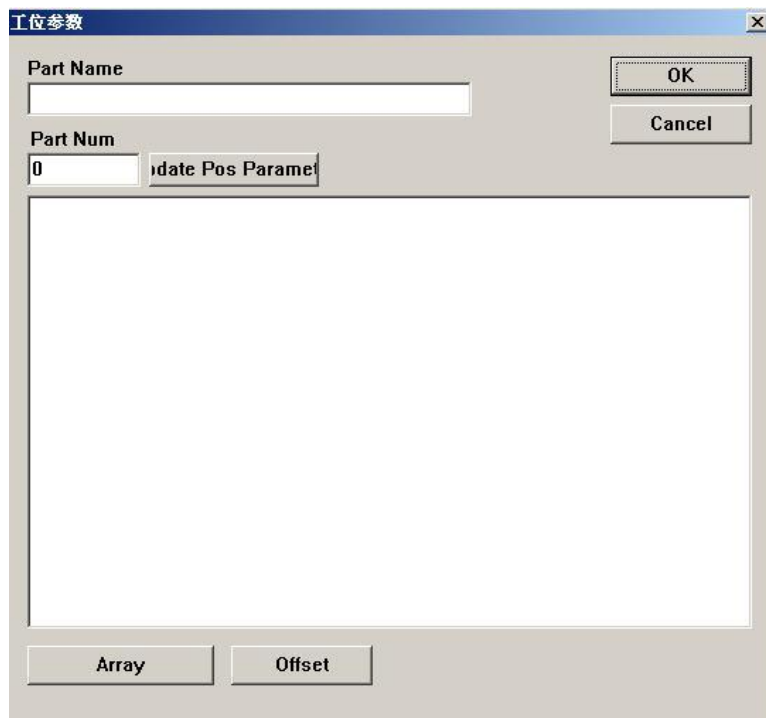 工位参数
Part Name
OK
Cancel
Part Num
0
date Pos Paramet
Array
Offset